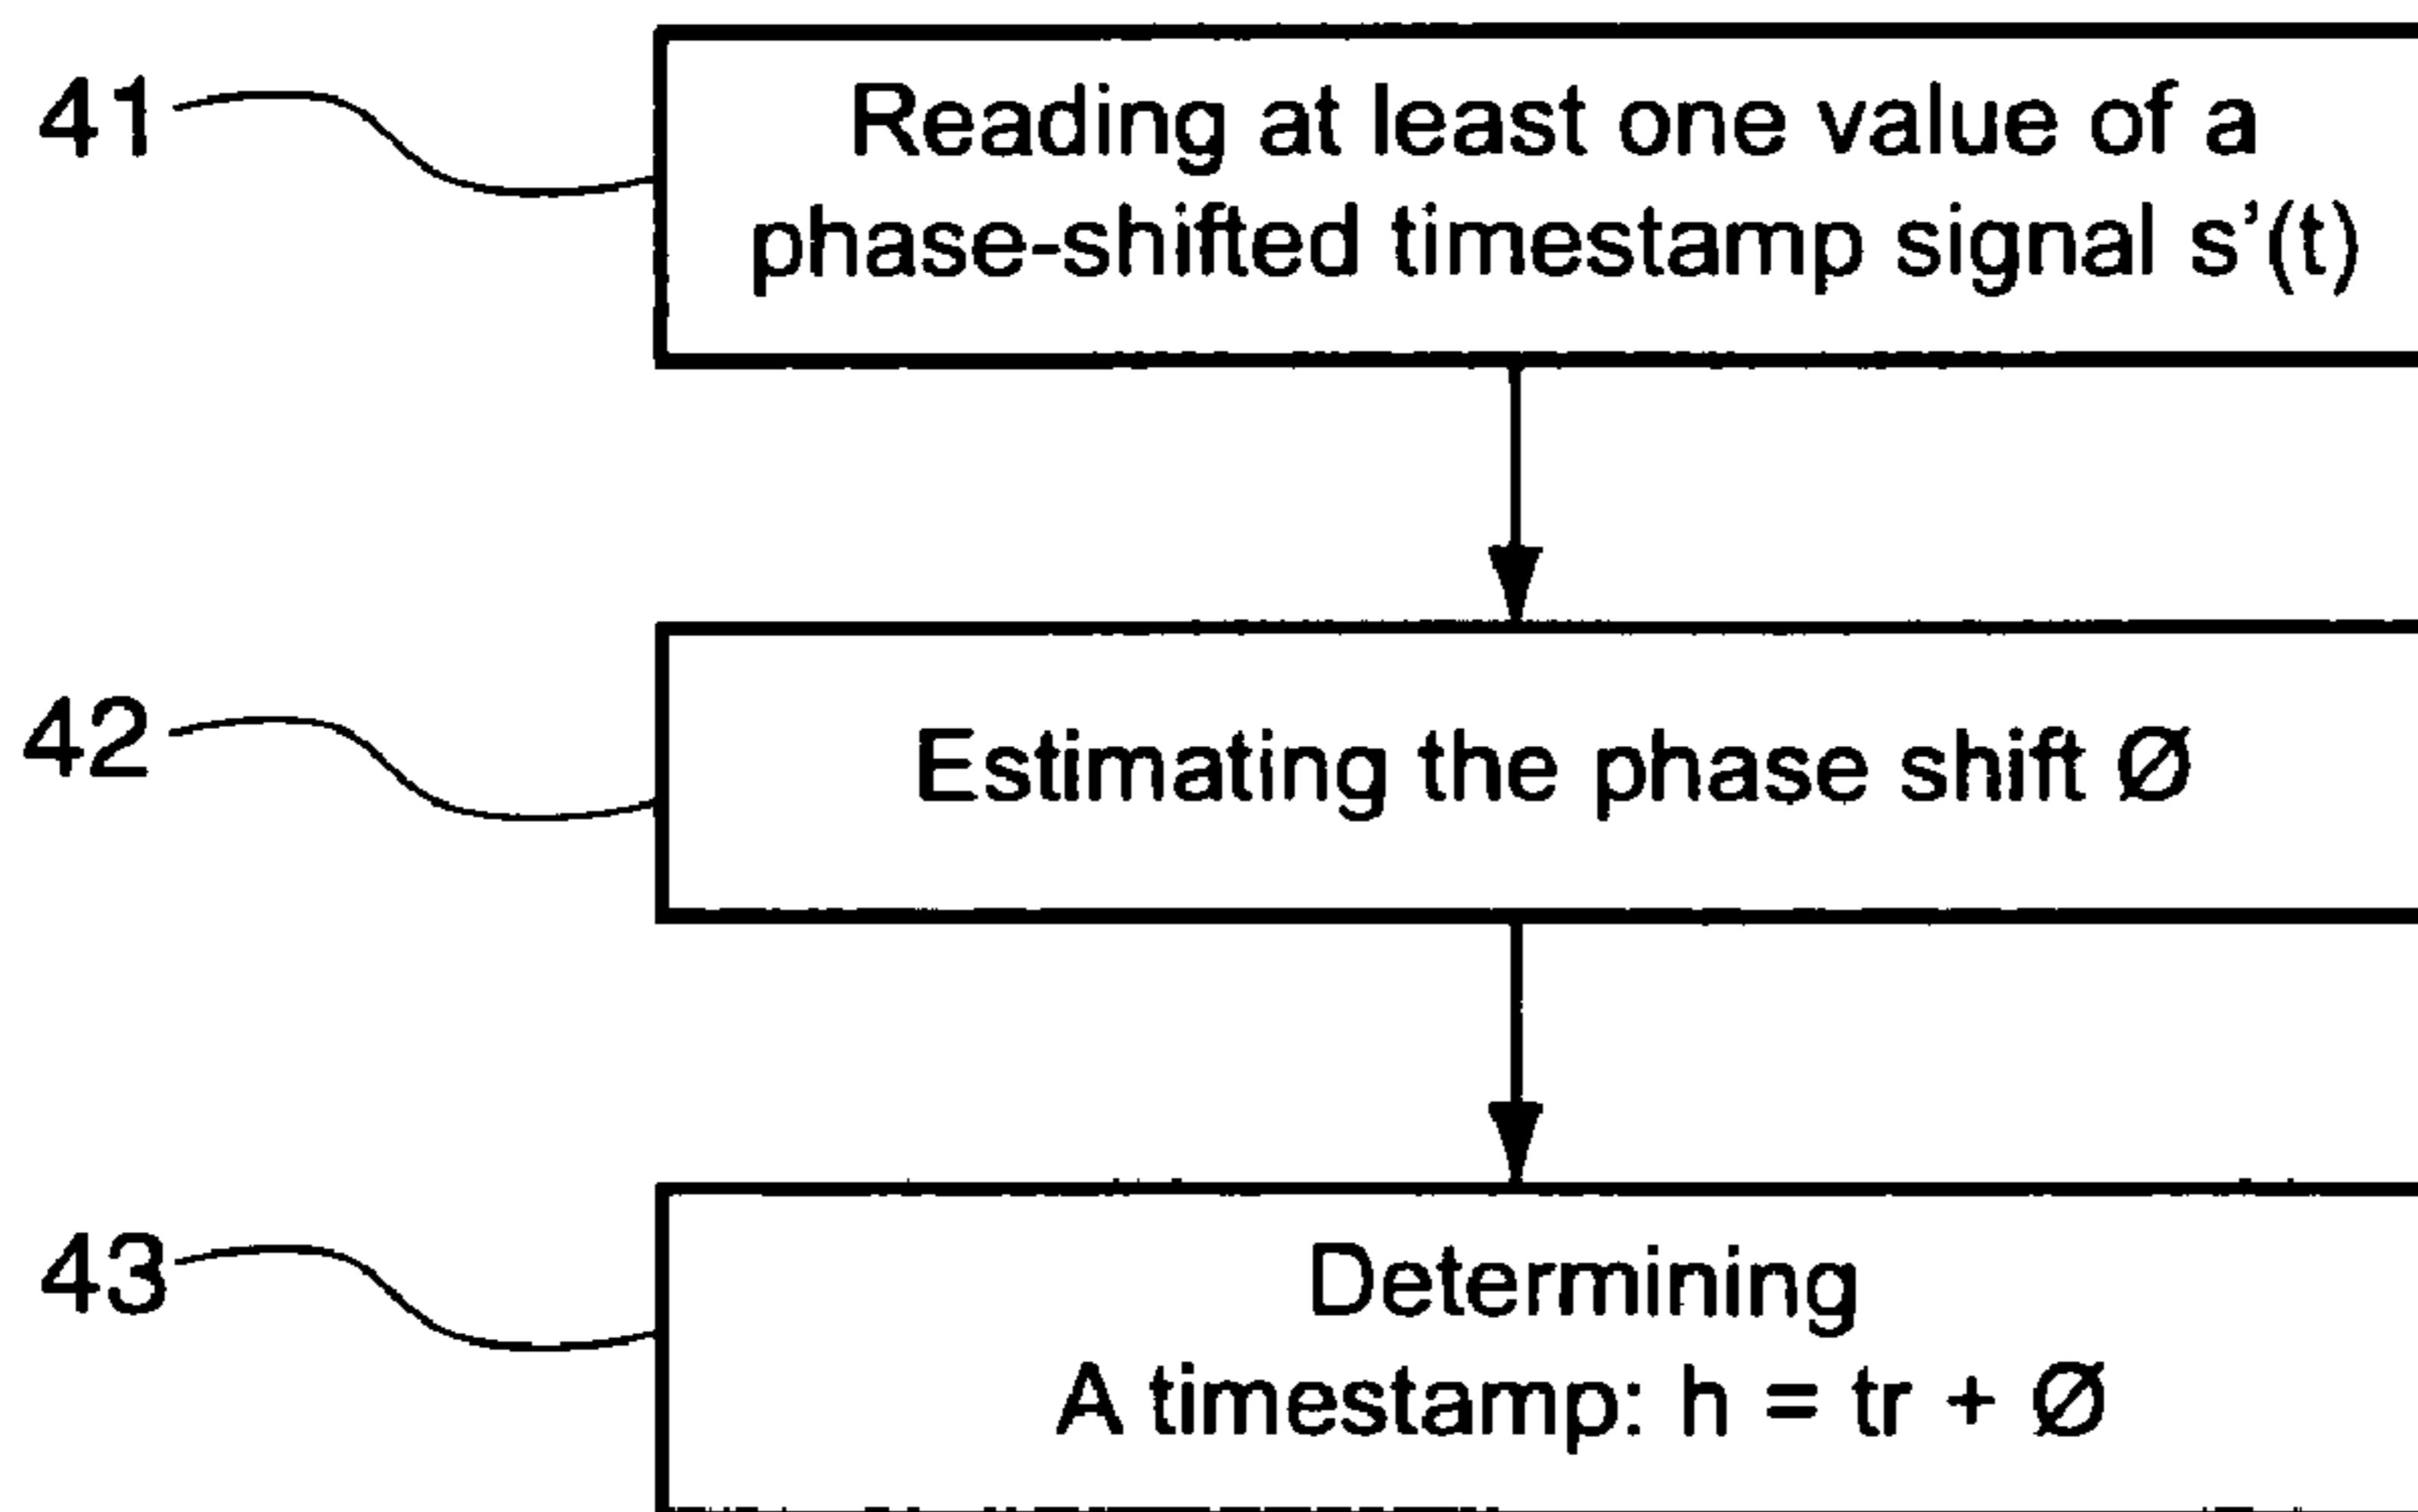 41
Reading at least one value of a
phase-shifted timestamp signal s’(t)
42
Estimating the phase shift Ø
43
Determining
A timestamp: h = tr + Ø